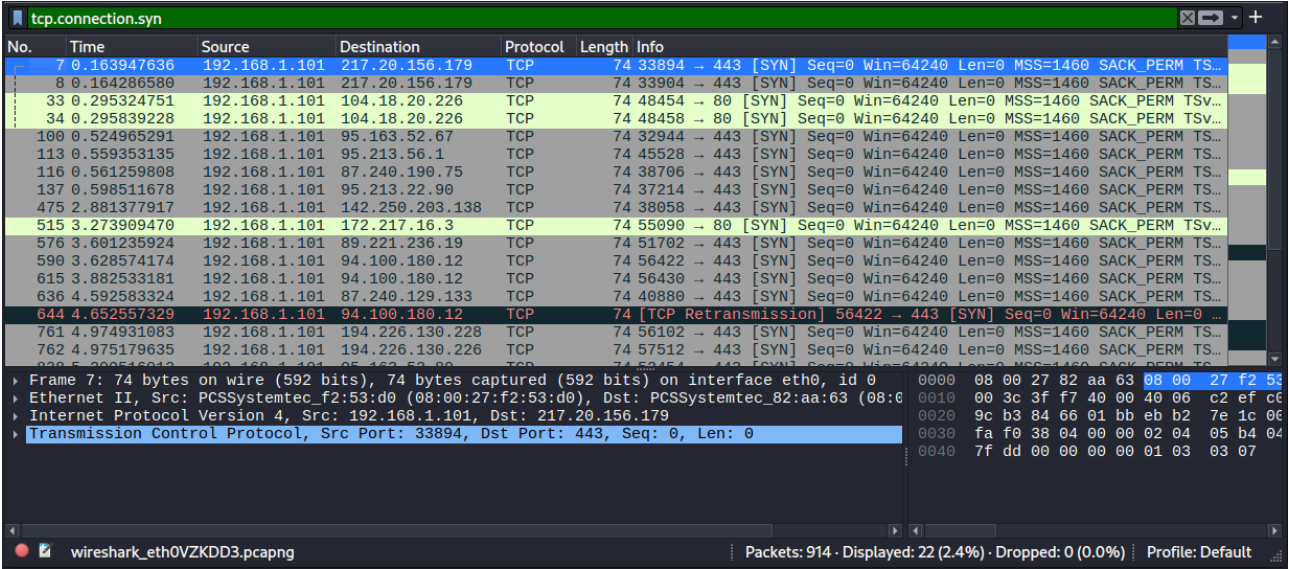 tcp.connection.syn
No. Time Source Destination Protocol Length Info
7 0.163947636 192.168.1.101 217.20.156.179 TCP 74 33894 → 443 [SYN] Seq=0 Win=64240 Len=0 MSS=1460 SACK_PERM TS…
8 0.164286580 192.168.1.101 217.20.156.179 TCP 74 33904 → 443 [SYN] Seq=0 Win=64240 Len=0 MSS=1460 SACK_PERM TS…
33 0.295324751 192.168.1.101 104.18.20.226 TCP 74 48454 → 80 [SYN] Seq=0 Win=64240 Len=0 MSS=1460 SACK_PERM TSv…
34 0.295839228 192.168.1.101 104.18.20.226 TCP 74 48458 → 80 [SYN] Seq=0 Win=64240 Len=0 MSS=1460 SACK_PERM TSv…
100 0.524965291 192.168.1.101 95.163.52.67 TCP 74 32944 → 443 [SYN] Seq=0 Win=64240 Len=0 MSS=1460 SACK_PERM TS…
113 0.559353135 192.168.1.101 95.213.56.1 TCP 74 45528 → 443 [SYN] Seq=0 Win=64240 Len=0 MSS=1460 SACK_PERM TS…
116 0.561259808 192.168.1.101 87.240.190.75 TCP 74 38706 → 443 [SYN] Seq=0 Win=64240 Len=0 MSS=1460 SACK_PERM TS…
137 0.598511678 192.168.1.101 95.213.22.90 TCP 74 37214 → 443 [SYN] Seq=0 Win=64240 Len=0 MSS=1460 SACK_PERM TS…
475 2.881377917 192.168.1.101 142.250.203.138 TCP 74 38058 → 443 [SYN] Seq=0 Win=64240 Len=0 MSS=1460 SACK_PERM TS…
515 3.273909470 192.168.1.101 172.217.16.3 TCP 74 55090 → 80 [SYN] Seq=0 Win=64240 Len=0 MSS=1460 SACK_PERM TSv…
576 3.601235924 192.168.1.101 89.221.236.19 TCP 74 51702 → 443 [SYN] Seq=0 Win=64240 Len=0 MSS=1460 SACK_PERM TS…
590 3.628574174 192.168.1.101 94.100.180.12 TCP 74 56422 → 443 [SYN] Seq=0 Win=64240 Len=0 MSS=1460 SACK_PERM TS…
615 3.882533181 192.168.1.101 94.100.180.12 TCP 74 56430 → 443 [SYN] Seq=0 Win=64240 Len=0 MSS=1460 SACK_PERM TS…
636 4.592583324 192.168.1.101 87.240.129.133 TCP 74 40880 → 443 [SYN] Seq=0 Win=64240 Len=0 MSS=1460 SACK_PERM TS…
644 4.652557329 192.168.1.101 94.100.180.12 TCP 74 [TCP Retransmission] 56422 → 443 [SYN] Seq=0 Win=64240 Len=0 …
761 4.974931083 192.168.1.101 194.226.130.228 TCP 74 56102 → 443 [SYN] Seq=0 Win=64240 Len=0 MSS=1460 SACK_PERM TS…
762 4.975179635 192.168.1.101 194.226.130.226 TCP 74 57512 → 443 [SYN] Seq=0 Win=64240 Len=0 MSS=1460 SACK_PERM TS…
Frame 7: 74 bytes on wire (592 bits), 74 bytes captured (592 bits) on interface eth0, id 0
Ethernet II, Src: PCSSystemtec_f2:53:d0 (08:00:27:f2:53:d0), Dst: PCSSystemtec_82:aa:63 (08:0
Internet Protocol Version 4, Src: 192.168.1.101, Dst: 217.20.156.179
Transmission Control Protocol, Src Port: 33894, Dst Port: 443, Seq: 0, Len: 0
0000 08 00 27 82 aa 63 08 00 27 f2 53
0010 00 3c 3f f7 40 00 40 06 c2 ef c0
0020 9c b3 84 66 01 bb eb b2 7e 1c 00
0030 fa f0 38 04 00 00 02 04 05 b4 04
0040 7f dd 00 00 00 00 01 03 03 07
wireshark_eth0VZKDD3.pcapng
Packets: 914 · Displayed: 22 (2.4%) · Dropped: 0 (0.0%)
Profile: Default